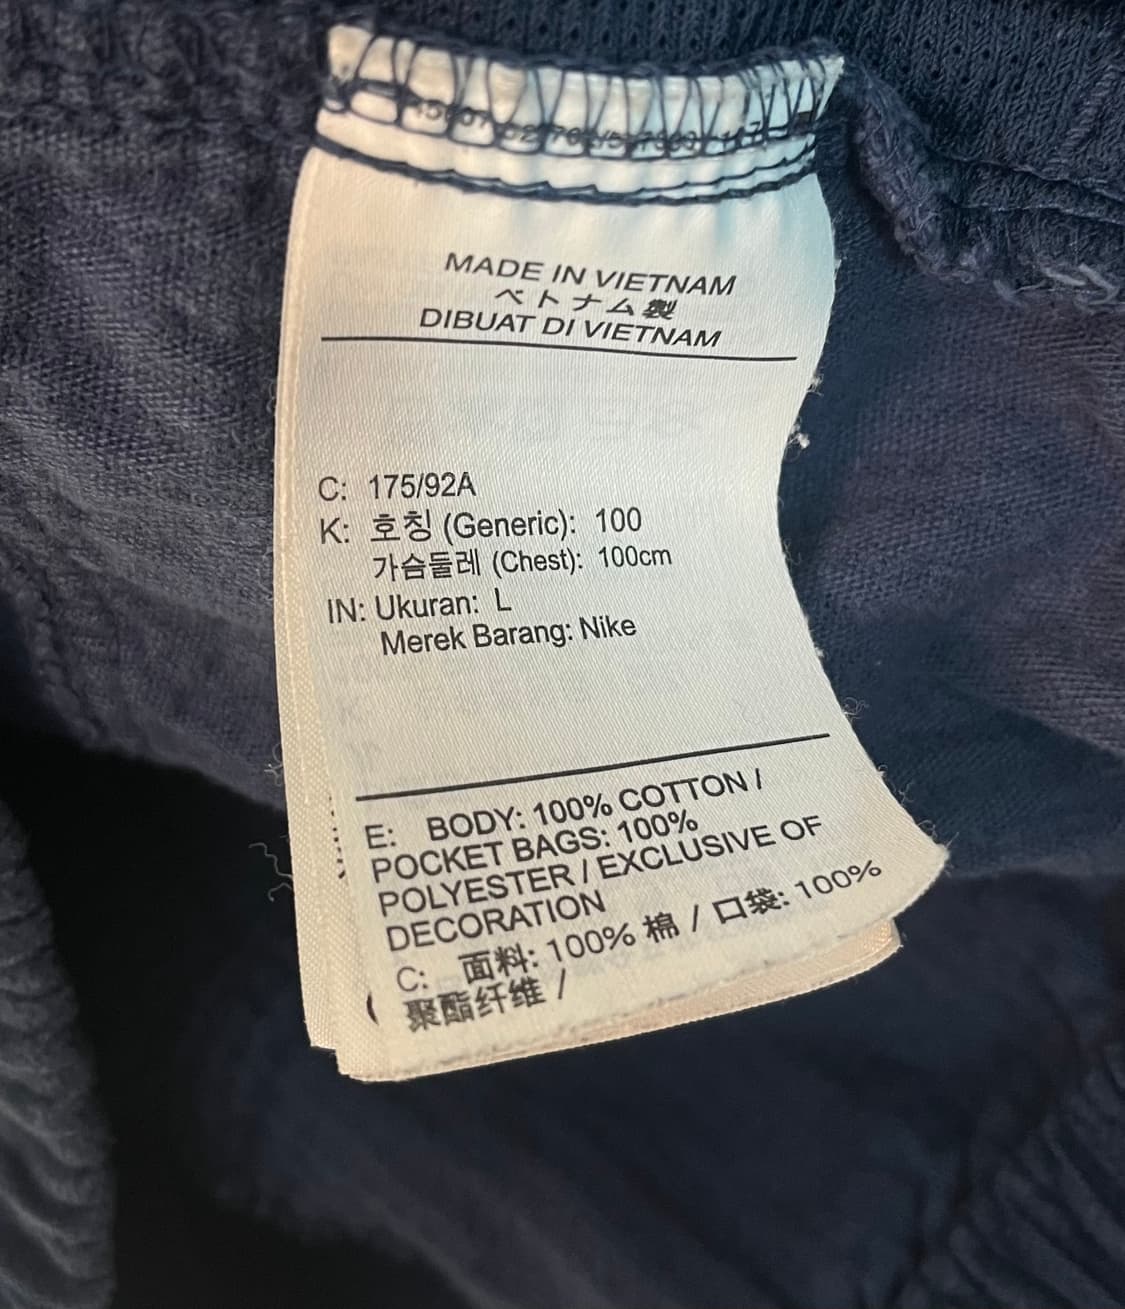 MADE IN VIETNAM
ベトナム製
DIBUAT DI VIETNAM
C: 175/92A
K: 호칭 (Generic): 100
가슴둘레 (Chest): 100cm
IN: Ukuran: L
Merek Barang: Nike
E: BODY: 100% COTTON /
POCKET BAGS: 100%
POLYESTER / EXCLUSIVE OF
DECORATION
C: 面料: 100% 棉 / 口袋: 100%
聚酯纤维 /